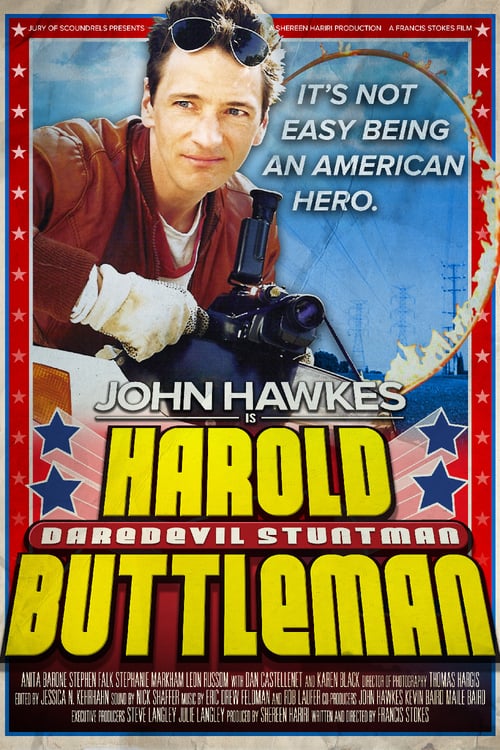 JURY OF SCOUNDRELS PRESENTS A SHEREEN HARIRI PRODUCTION A FRANCIS STOKES FILM
IT'S NOT
EASY BEING
AN AMERICAN
HERO.
JOHN HAWKES
IS
HAROLD
DAREDEVIL STUNTMAN
BUTTLEMAN
ANITA BARONE STEPHEN FALK STEPHANIE MARKHAM LEON RUSSOM WITH DAN CASTELLENET AND KAREN BLACK DIRECTOR OF PHOTOGRAPHY THOMAS HARGIS
EDITED BY JESSICA N. KEHRHAHN SOUND BY NICK SHAFFER MUSIC BY ERIC DREW FELDMAN AND ROB LAUFER CO-PRODUCERS JOHN HAWKES KEVIN BAIRD MAILE BAIRD
EXECUTIVE PRODUCERS STEVE LANGLEY JULIE LANGLEY PRODUCED BY SHEREEN HARIRI WRITTEN AND DIRECTED BY FRANCIS STOKES